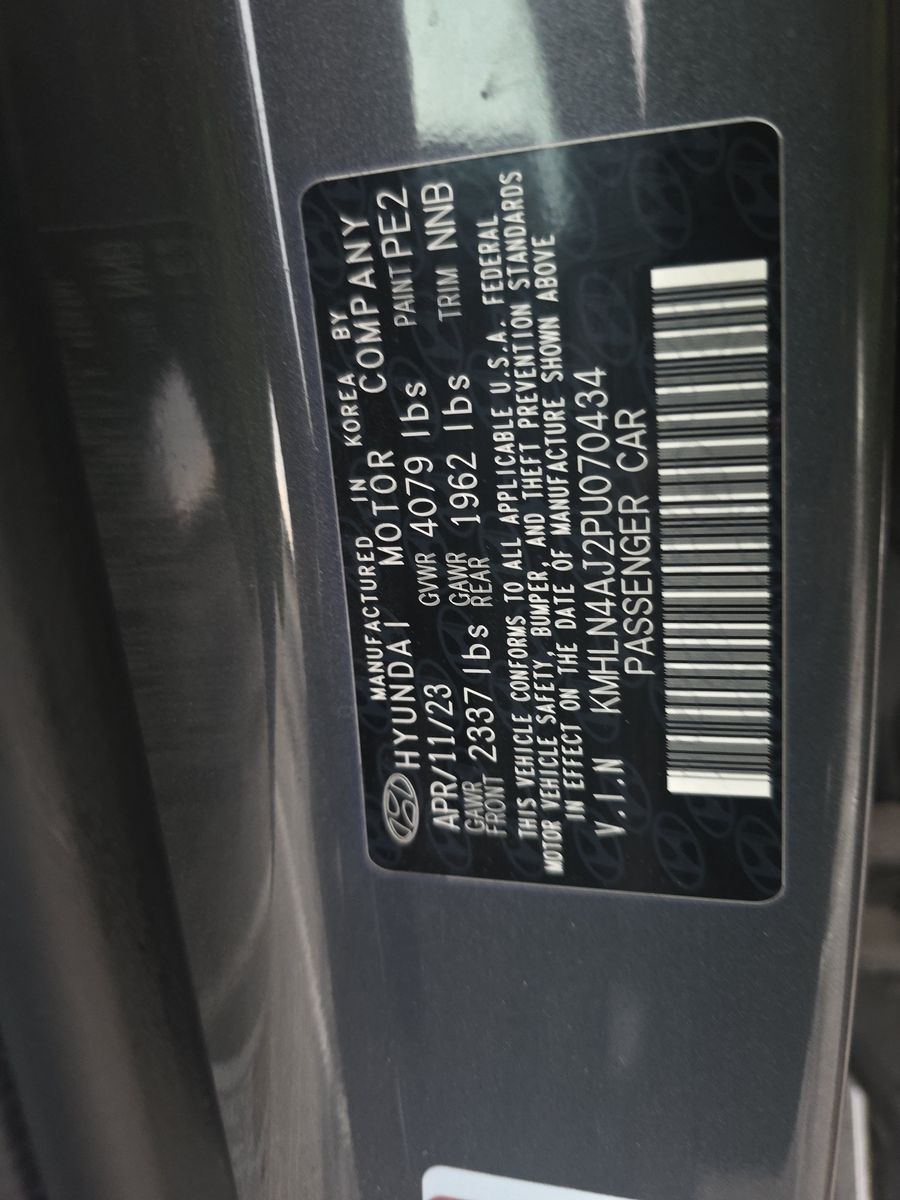 MANUFACTURED IN KOREA BY
HYUNDAI MOTOR COMPANY
APR/11/23 GVWR 4079 lbs PAINT PE2
GAWR FRONT 2337 lbs GAWR REAR 1962 lbs TRIM NNB
THIS VEHICLE CONFORMS TO ALL APPLICABLE U.S.A. FEDERAL
MOTOR VEHICLE SAFETY, BUMPER, AND THEFT PREVENTION STANDARDS
IN EFFECT ON THE DATE OF MANUFACTURE SHOWN ABOVE
V.I.N KMHLN4AJ2PU070434
PASSENGER CAR